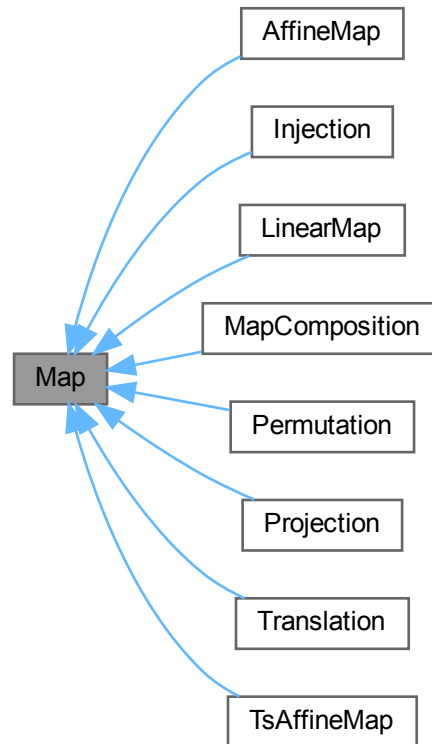 AffineMap
Injection
LinearMap
MapComposition
Map
Permutation
Projection
Translation
TsAffineMap